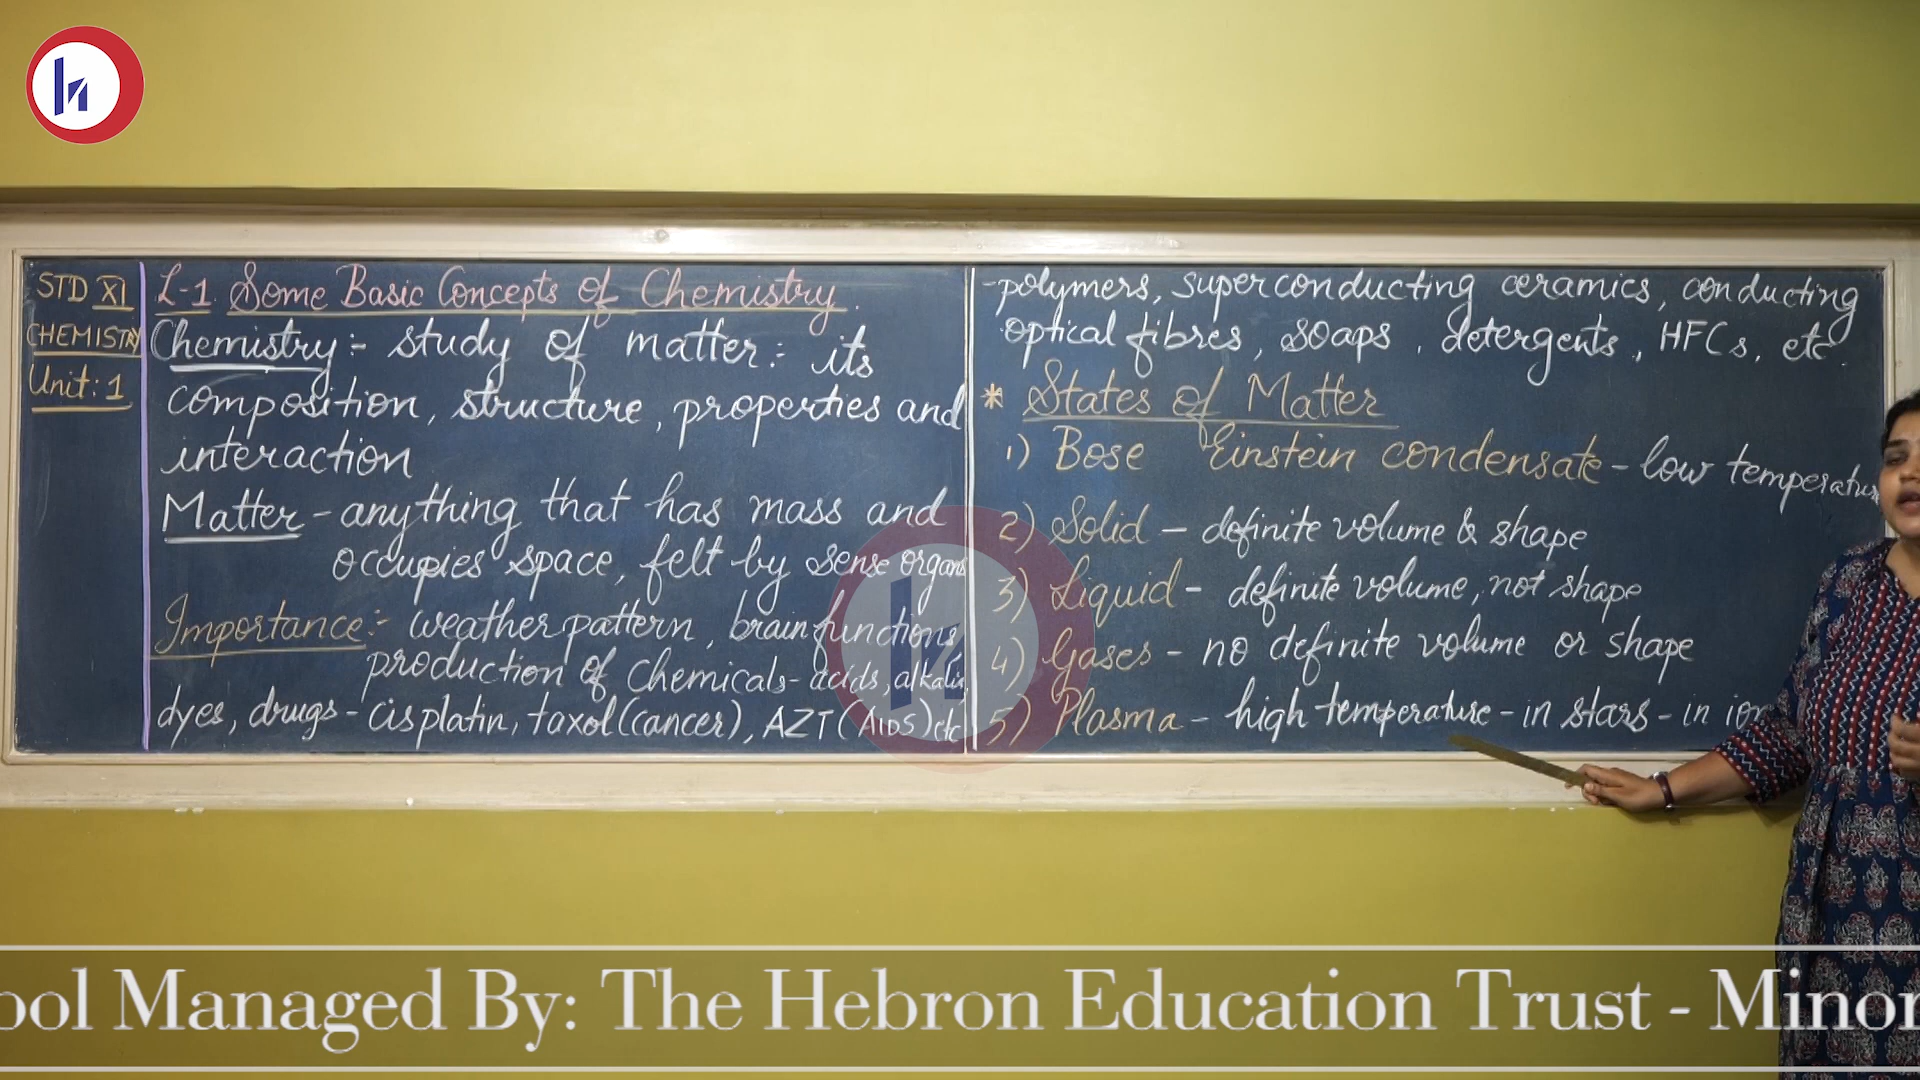 STD XI
CHEMISTRY
Unit: 1
L-1 Some Basic Concepts of Chemistry.
Chemistry:- study of matter: its
composition, structure, properties and
interaction
Matter - anything that has mass and
occupies space, felt by sense organs
Importance:- weather pattern, brain functions,
production of Chemicals- acids, alkalis,
dyes, drugs - cisplatin, taxol (cancer), AZT (AIDS) etc
-polymers, superconducting ceramics, conducting
optical fibres, soaps, detergents, HFCs, etc.
* States of Matter
1) Bose Einstein condensate - low temperature
2) Solid - definite volume & shape
3) Liquid - definite volume, not shape
4) Gases - no definite volume or shape
5) Plasma - high temperature - in stars - in
ool Managed By: The Hebron Education Trust - Minor